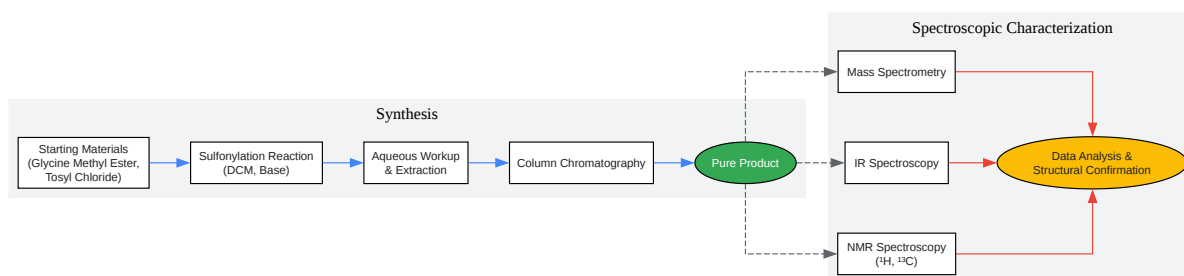 Spectroscopic Characterization
Mass Spectrometry
Synthesis
Starting Materials
(Glycine Methyl Ester,
Tosyl Chloride)
Sulfonylation Reaction
(DCM, Base)
Aqueous Workup
& Extraction
Column Chromatography
Pure Product
IR Spectroscopy
Data Analysis &
Structural Confirmation
NMR Spectroscopy
(¹H, ¹³C)